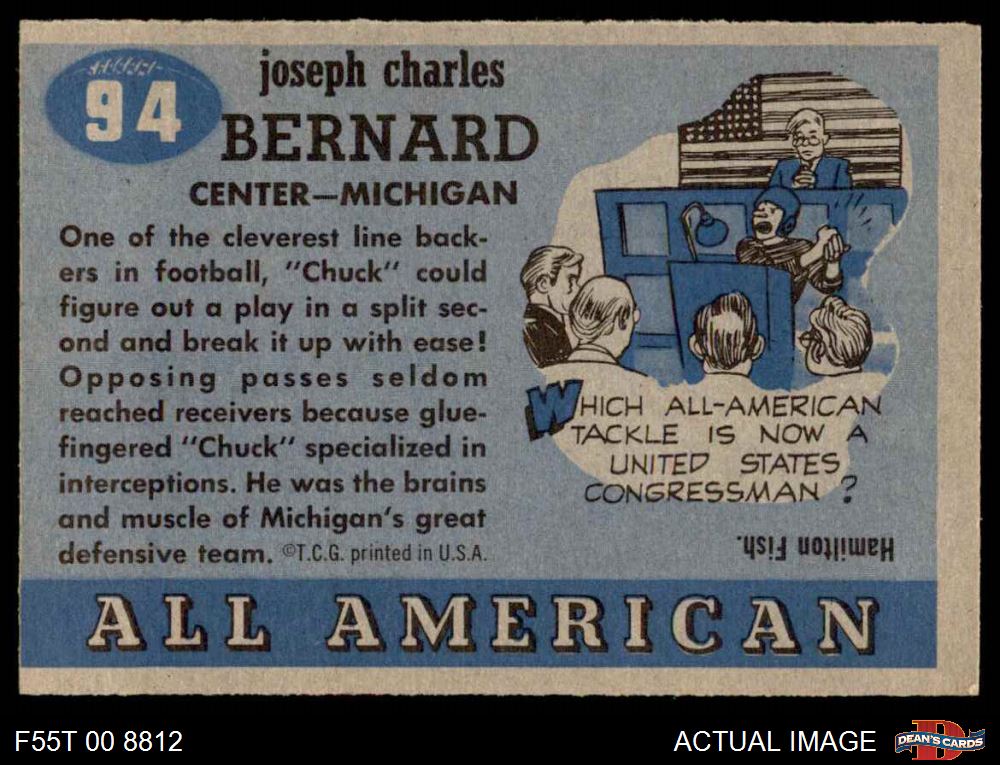 94
joseph charles
BERNARD
CENTER—MICHIGAN
One of the cleverest line back-
ers in football, "Chuck" could
figure out a play in a split sec-
ond and break it up with ease!
Opposing passes seldom
reached receivers because glue-
fingered "Chuck" specialized in
interceptions. He was the brains
and muscle of Michigan's great
defensive team. ©T.C.G. printed in U.S.A.
WHICH ALL-AMERICAN
TACKLE IS NOW A
UNITED STATES
CONGRESSMAN ?
Hamilton Fish.
ALL AMERICAN
F55T 00 8812
ACTUAL IMAGE
D
DEAN'S CARDS